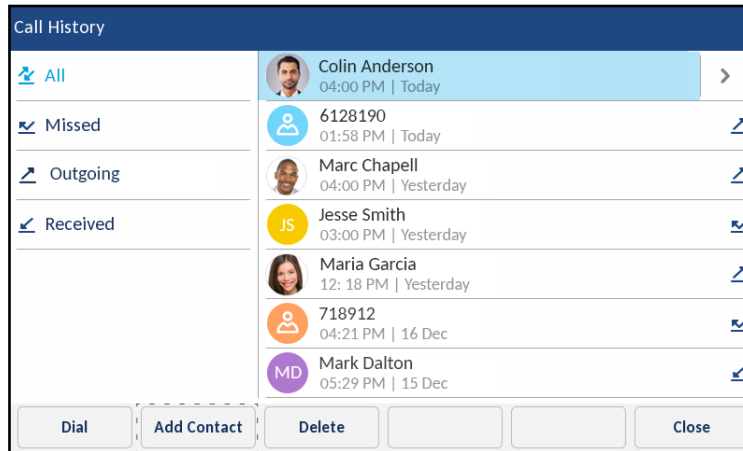 Call History
All
Missed
Outgoing
Received
Colin Anderson
04:00 PM | Today
6128190
01:58 PM | Today
Marc Chapell
04:00 PM | Yesterday
JS
Jesse Smith
03:00 PM | Yesterday
Maria Garcia
12: 18 PM | Yesterday
718912
04:21 PM | 16 Dec
MD
Mark Dalton
05:29 PM | 15 Dec
Dial
Add Contact
Delete
Close